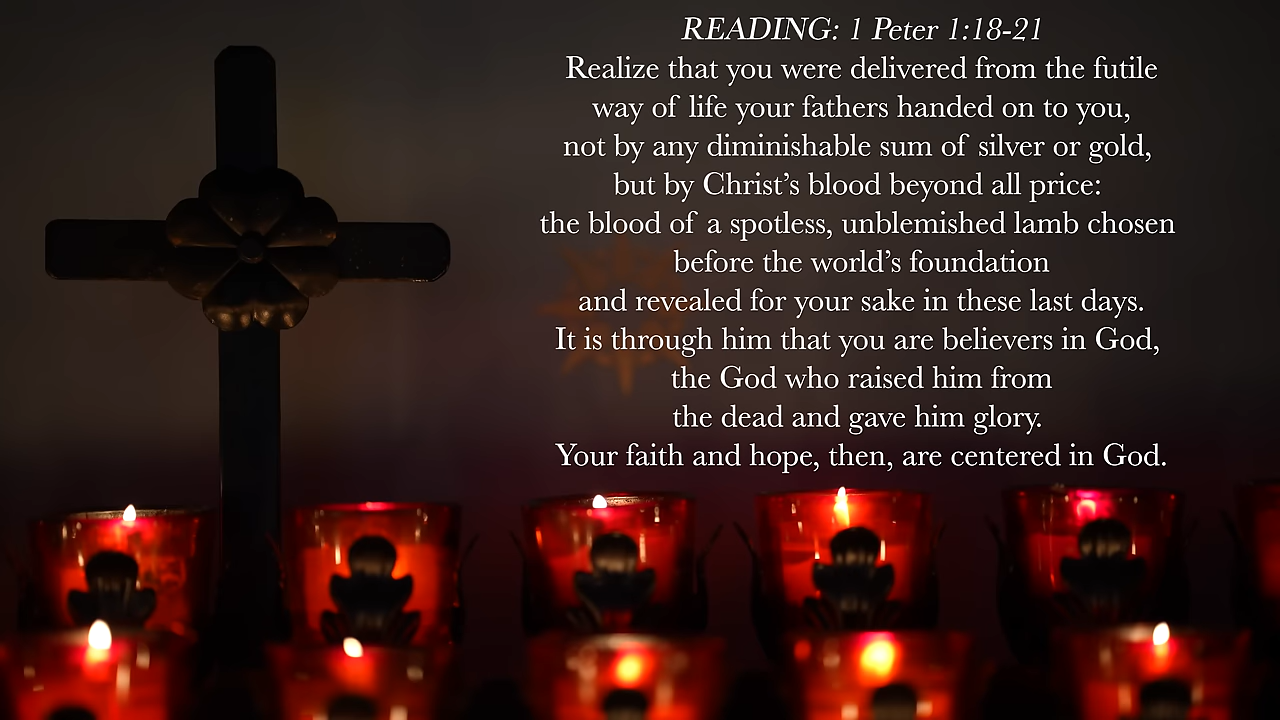 READING: 1 Peter 1:18-21
Realize that you were delivered from the futile
way of life your fathers handed on to you,
not by any diminishable sum of silver or gold,
but by Christ’s blood beyond all price:
the blood of a spotless, unblemished lamb chosen
before the world’s foundation
and revealed for your sake in these last days.
It is through him that you are believers in God,
the God who raised him from
the dead and gave him glory.
Your faith and hope, then, are centered in God.